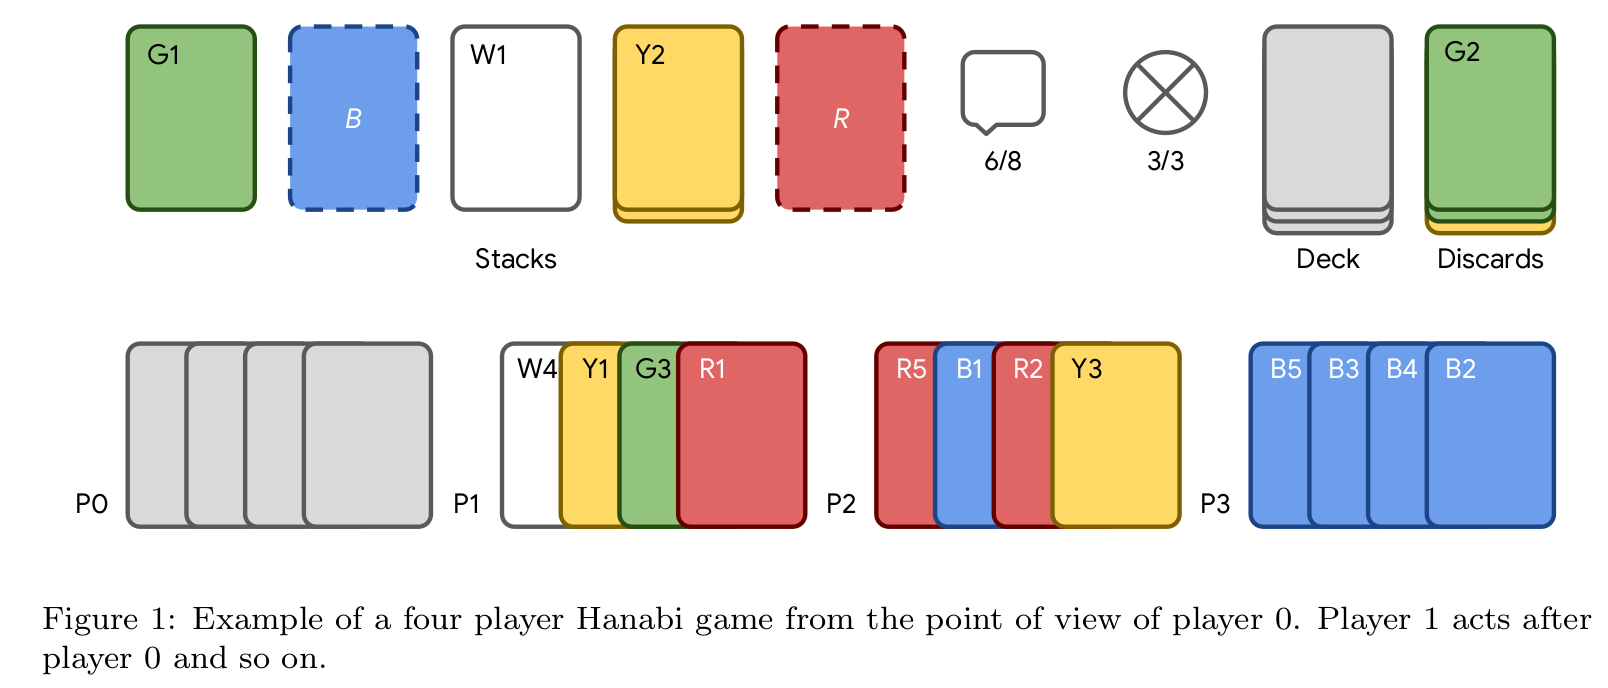 G1
B
W1
Y2
R
6/8
3/3
G2
Stacks
Deck
Discards
P0
P1
W4 Y1 G3 R1
P2
R5 B1 R2 Y3
P3
B5 B3 B4 B2
Figure 1: Example of a four player Hanabi game from the point of view of player 0. Player 1 acts after
player 0 and so on.